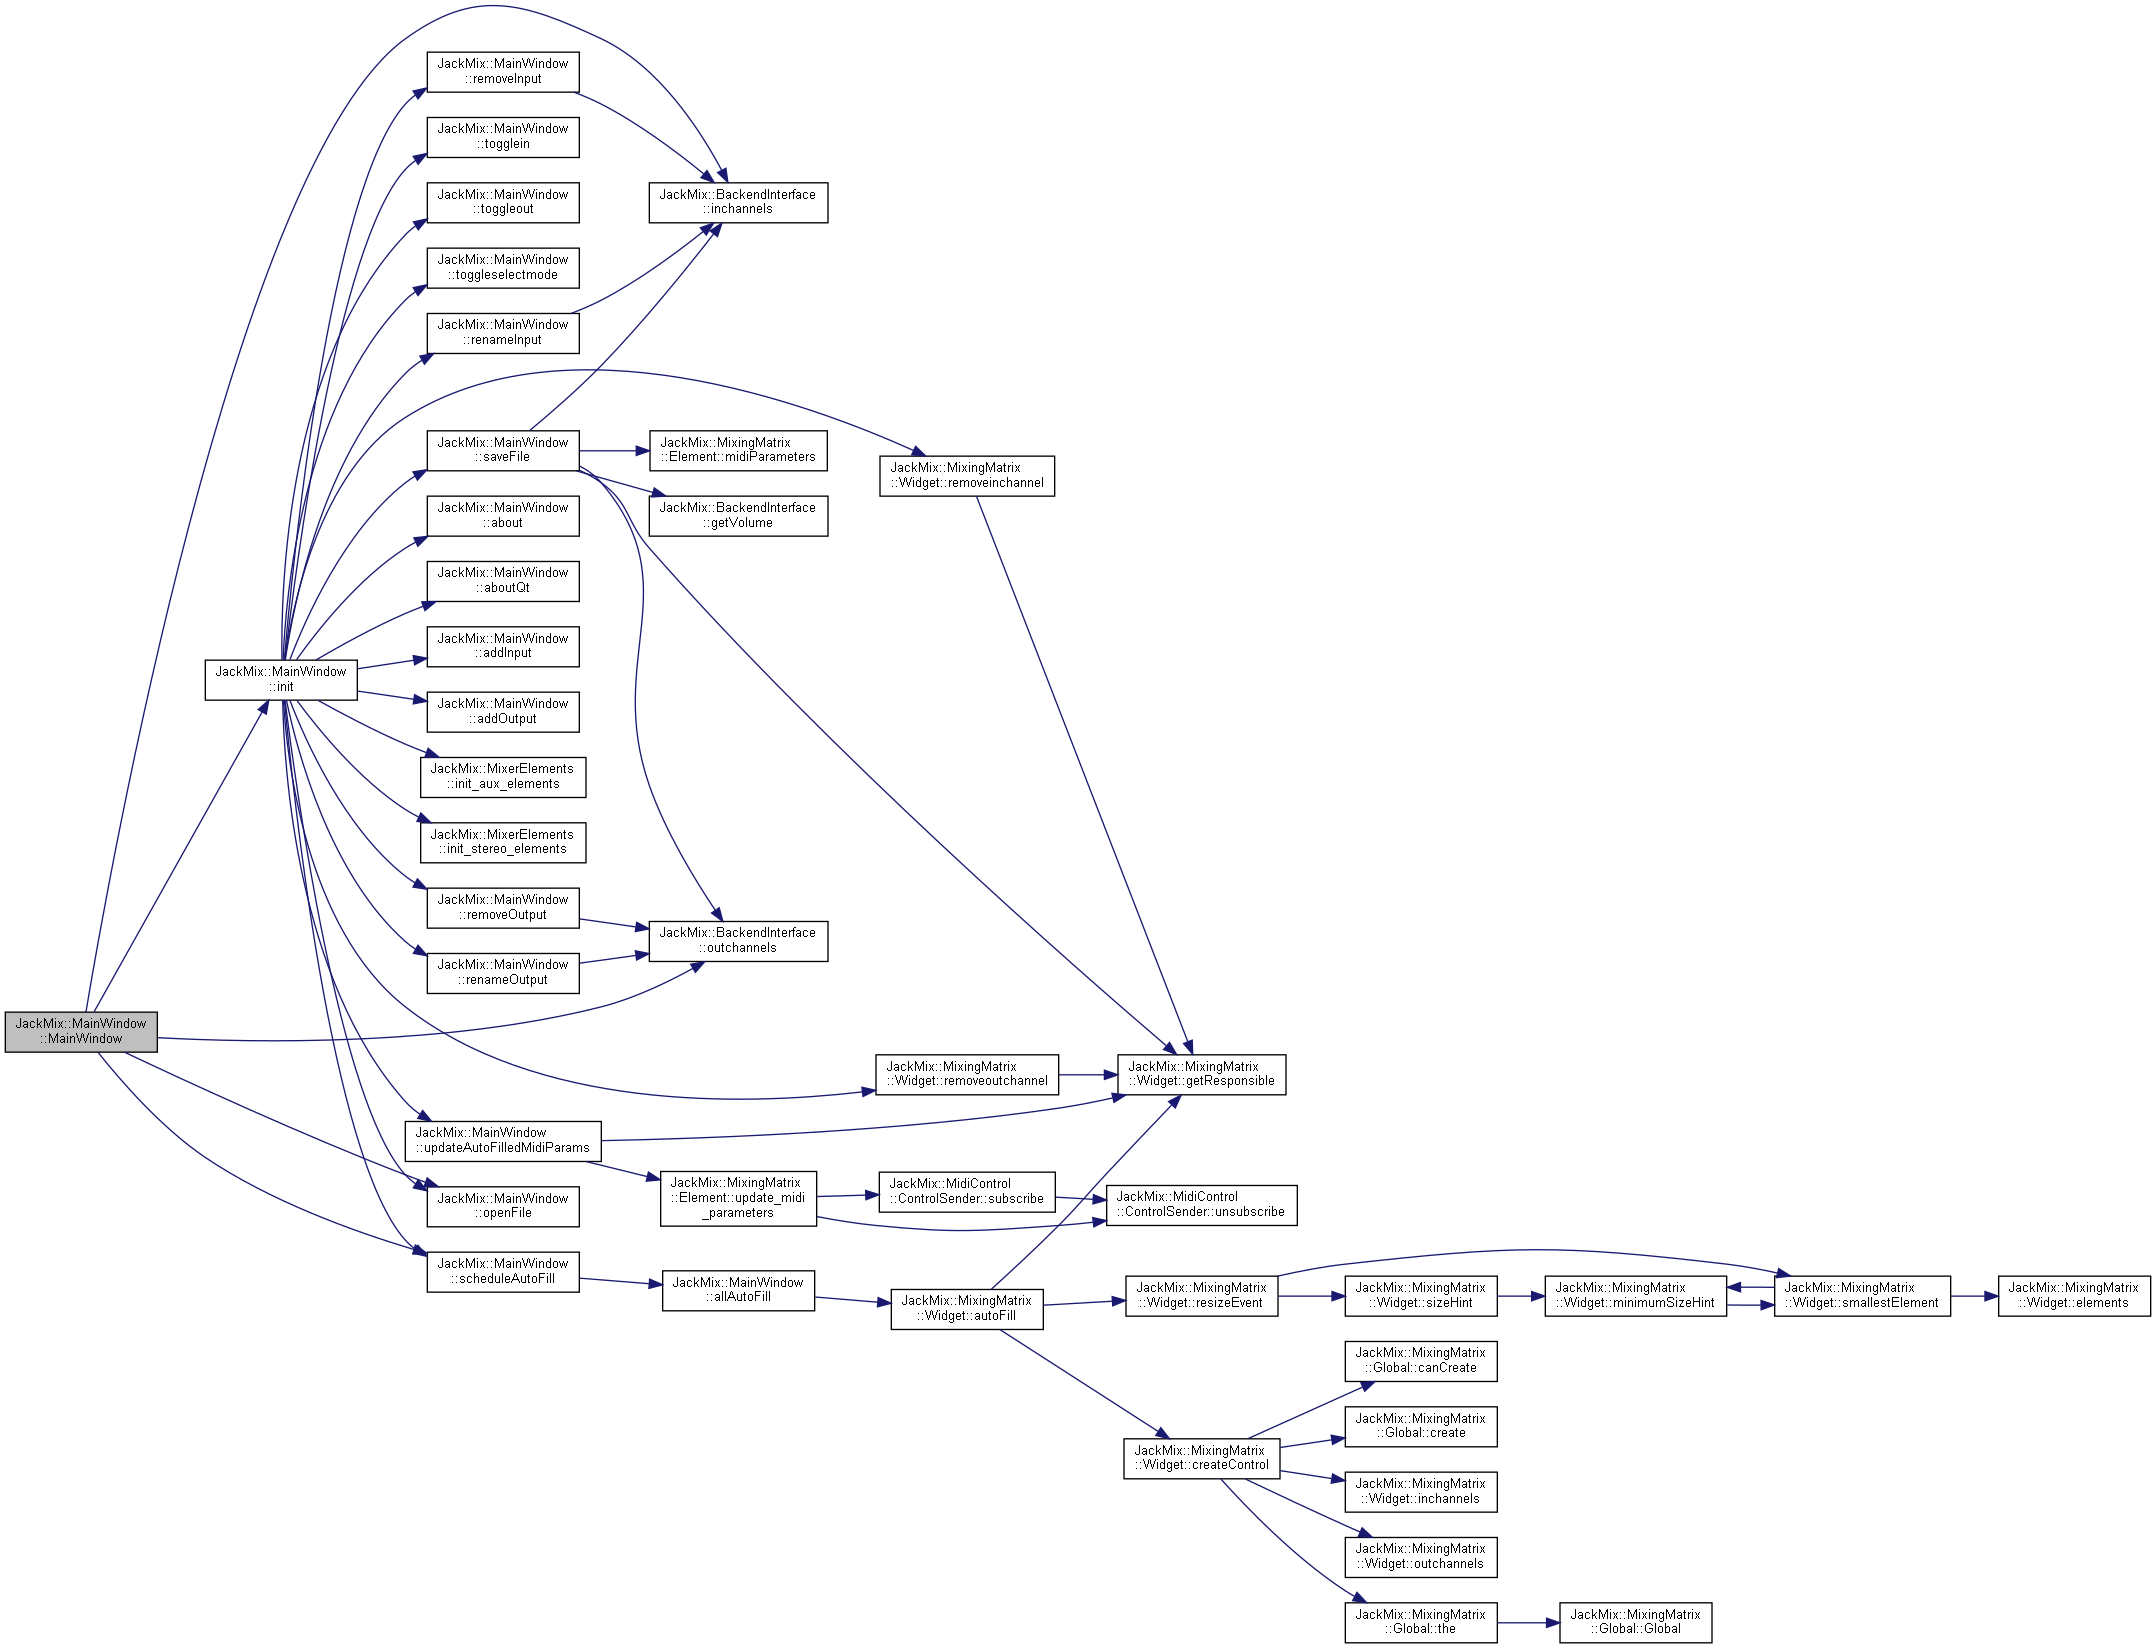 JackMix::MainWindow
::MainWindow
JackMix::MainWindow
::init
JackMix::MainWindow
::removeInput
JackMix::MainWindow
::togglein
JackMix::MainWindow
::toggleout
JackMix::MainWindow
::toggleselectmode
JackMix::MainWindow
::renameInput
JackMix::MainWindow
::saveFile
JackMix::MainWindow
::about
JackMix::MainWindow
::aboutQt
JackMix::MainWindow
::addInput
JackMix::MainWindow
::addOutput
JackMix::MixerElements
::init_aux_elements
JackMix::MixerElements
::init_stereo_elements
JackMix::MainWindow
::removeOutput
JackMix::MainWindow
::renameOutput
JackMix::MainWindow
::updateAutoFilledMidiParams
JackMix::MainWindow
::openFile
JackMix::MainWindow
::scheduleAutoFill
JackMix::BackendInterface
::inchannels
JackMix::MixingMatrix
::Element::midiParameters
JackMix::BackendInterface
::getVolume
JackMix::BackendInterface
::outchannels
JackMix::MixingMatrix
::Element::update_midi
_parameters
JackMix::MainWindow
::allAutoFill
JackMix::MixingMatrix
::Widget::removeinchannel
JackMix::MixingMatrix
::Widget::removeoutchannel
JackMix::MidiControl
::ControlSender::subscribe
JackMix::MixingMatrix
::Widget::autoFill
JackMix::MixingMatrix
::Widget::getResponsible
JackMix::MidiControl
::ControlSender::unsubscribe
JackMix::MixingMatrix
::Widget::resizeEvent
JackMix::MixingMatrix
::Widget::createControl
JackMix::MixingMatrix
::Widget::sizeHint
JackMix::MixingMatrix
::Global::canCreate
JackMix::MixingMatrix
::Global::create
JackMix::MixingMatrix
::Widget::inchannels
JackMix::MixingMatrix
::Widget::outchannels
JackMix::MixingMatrix
::Global::the
JackMix::MixingMatrix
::Widget::minimumSizeHint
JackMix::MixingMatrix
::Global::Global
JackMix::MixingMatrix
::Widget::smallestElement
JackMix::MixingMatrix
::Widget::elements